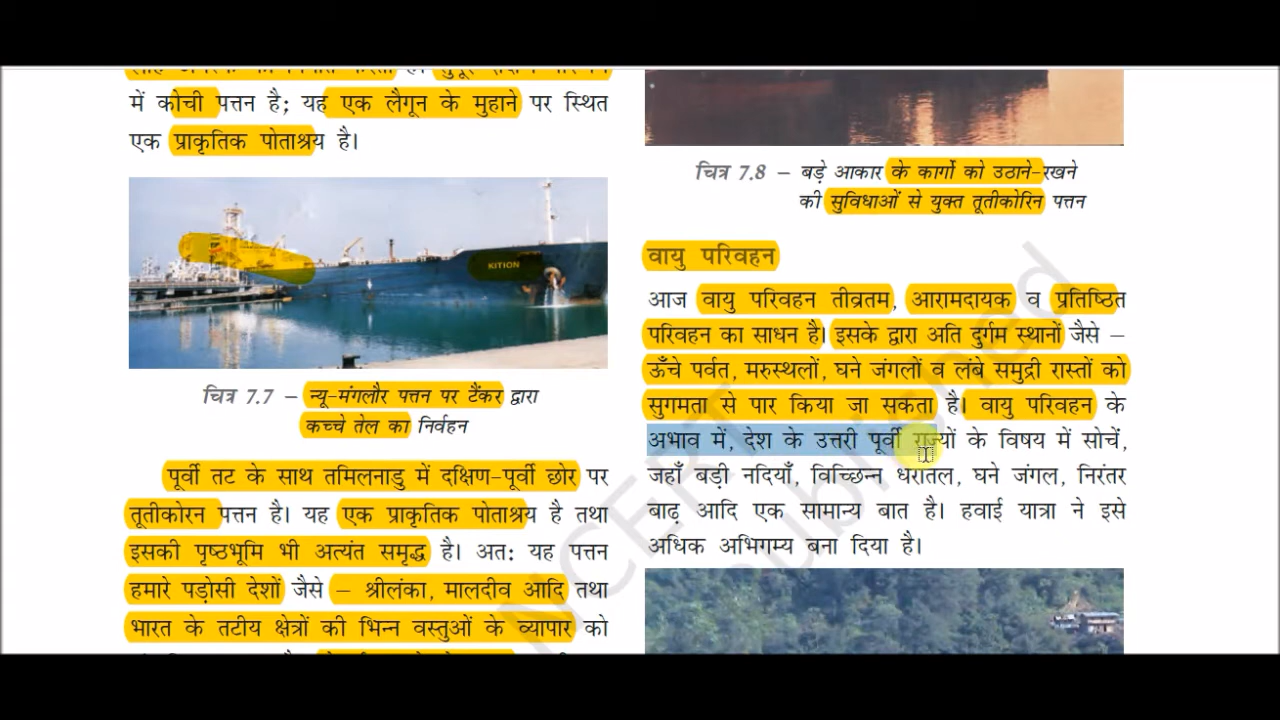 में कोची पत्तन है; यह एक लैगून के मुहाने पर स्थित
एक प्राकृतिक पोताश्रय है।
KITION
चित्र 7.7 – न्यू-मंगलौर पत्तन पर टैंकर द्वारा
कच्चे तेल का निर्वहन
पूर्वी तट के साथ तमिलनाडु में दक्षिण-पूर्वी छोर पर
तूतीकोरन पत्तन है। यह एक प्राकृतिक पोताश्रय है तथा
इसकी पृष्ठभूमि भी अत्यंत समृद्ध है। अतः यह पत्तन
हमारे पड़ोसी देशों जैसे – श्रीलंका, मालदीव आदि तथा
भारत के तटीय क्षेत्रों की भिन्न वस्तुओं के व्यापार को
चित्र 7.8 – बड़े आकार के कार्गो को उठाने-रखने
की सुविधाओं से युक्त तूतीकोरिन पत्तन
वायु परिवहन
आज वायु परिवहन तीव्रतम, आरामदायक व प्रतिष्ठित
परिवहन का साधन है। इसके द्वारा अति दुर्गम स्थानों जैसे –
ऊँचे पर्वत, मरुस्थलों, घने जंगलों व लंबे समुद्री रास्तों को
सुगमता से पार किया जा सकता है। वायु परिवहन के
अभाव में, देश के उत्तरी पूर्वी राज्यों के विषय में सोचें,
जहाँ बड़ी नदियाँ, विच्छिन्न धरातल, घने जंगल, निरंतर
बाढ़ आदि एक सामान्य बात है। हवाई यात्रा ने इसे
अधिक अभिगम्य बना दिया है।
NCERT
published